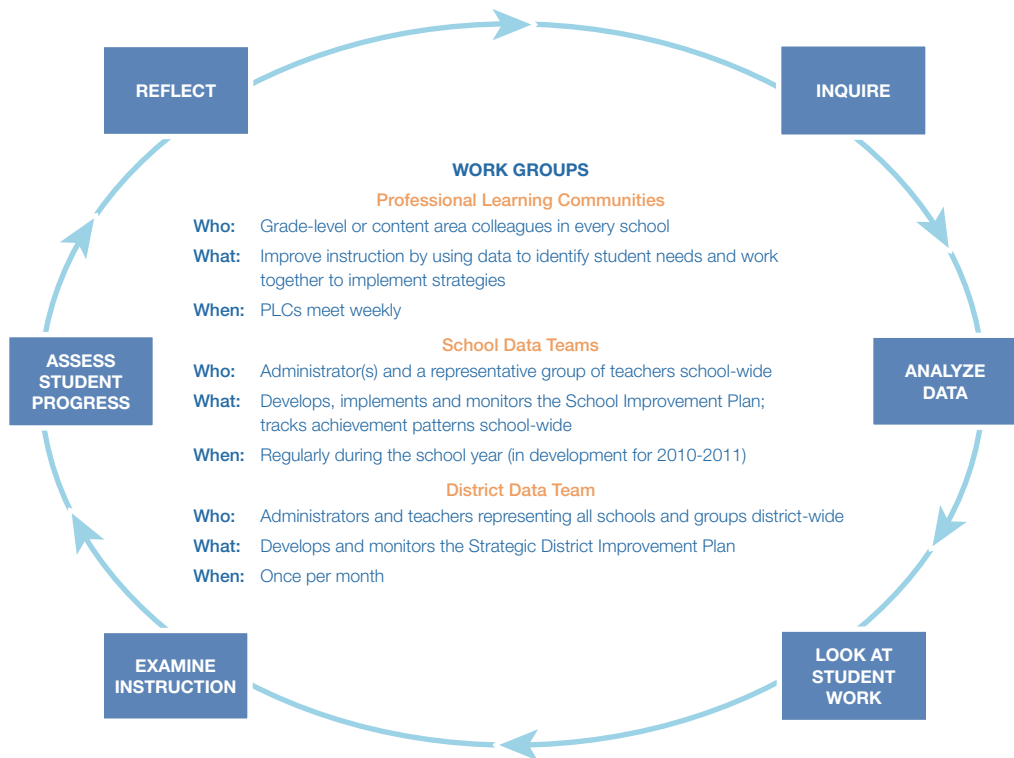 REFLECT
INQUIRE
WORK GROUPS
Professional Learning Communities
Who: Grade-level or content area colleagues in every school
What: Improve instruction by using data to identify student needs and work
together to implement strategies
When: PLCs meet weekly
School Data Teams
Who: Administrator(s) and a representative group of teachers school-wide
What: Develops, implements and monitors the School Improvement Plan;
tracks achievement patterns school-wide
When: Regularly during the school year (in development for 2010-2011)
District Data Team
Who: Administrators and teachers representing all schools and groups district-wide
What: Develops and monitors the Strategic District Improvement Plan
When: Once per month
ASSESS
STUDENT
PROGRESS
ANALYZE
DATA
EXAMINE
INSTRUCTION
LOOK AT
STUDENT
WORK